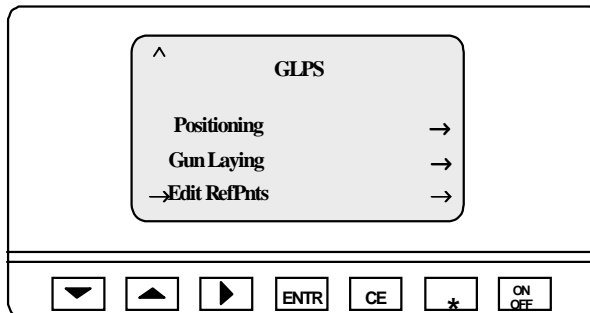 ^
GLPS
Positioning →
Gun Laying →
→Edit RefPnts →
ENTR CE * ON OFF